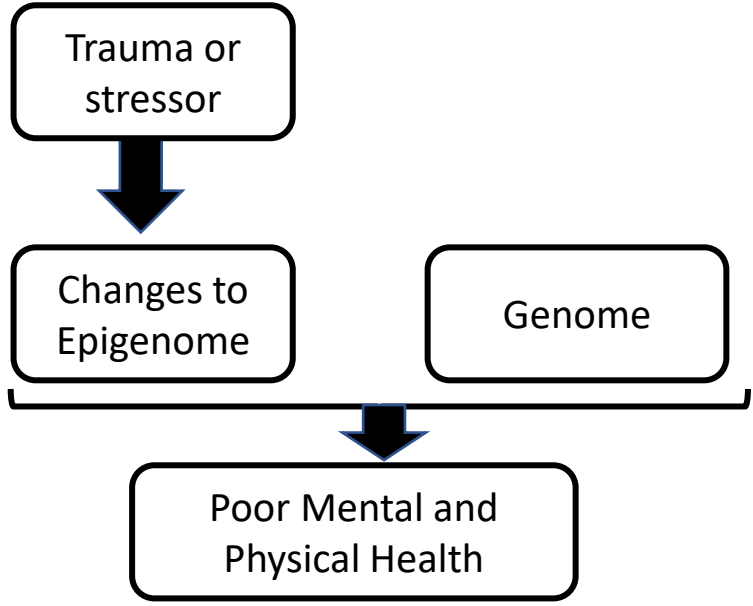 Trauma or
stressor
Changes to
Epigenome
Genome
Poor Mental and
Physical Health